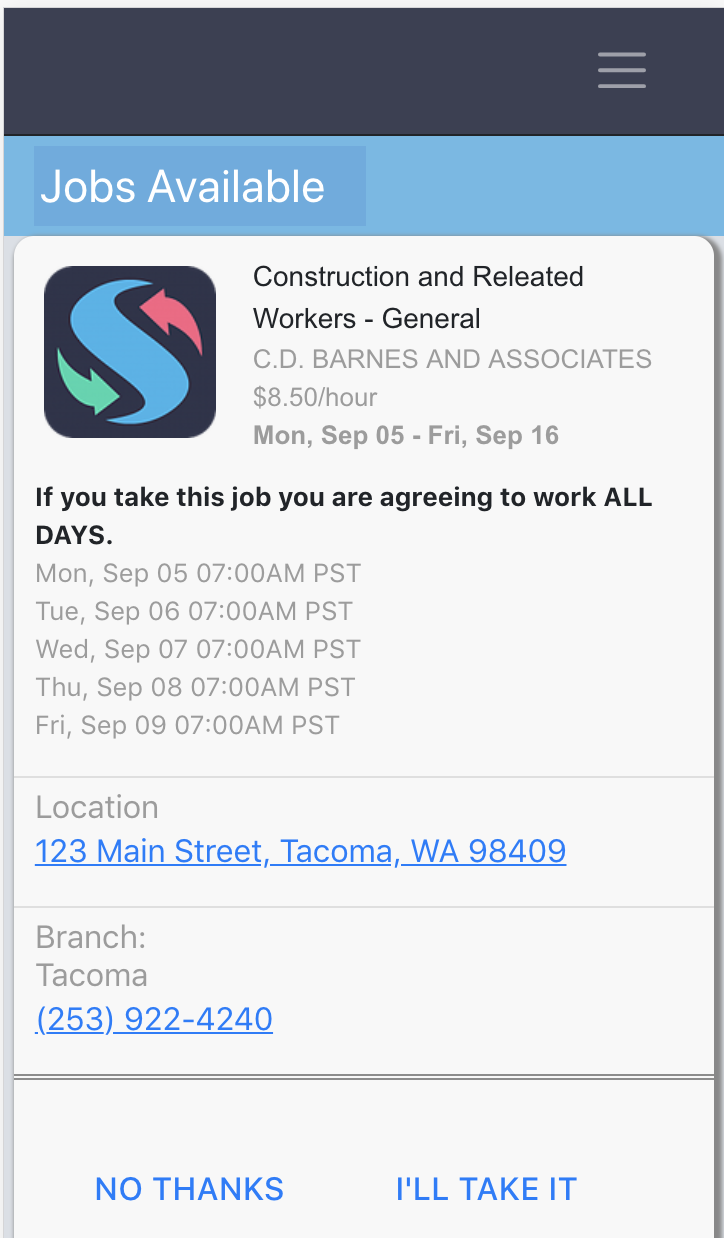 Jobs Available
Construction and Releated
Workers - General
C.D. BARNES AND ASSOCIATES
$8.50/hour
Mon, Sep 05 - Fri, Sep 16
If you take this job you are agreeing to work ALL
DAYS.
Mon, Sep 05 07:00AM PST
Tue, Sep 06 07:00AM PST
Wed, Sep 07 07:00AM PST
Thu, Sep 08 07:00AM PST
Fri, Sep 09 07:00AM PST
Location
123 Main Street, Tacoma, WA 98409
Branch:
Tacoma
(253) 922-4240
NO THANKS I'LL TAKE IT